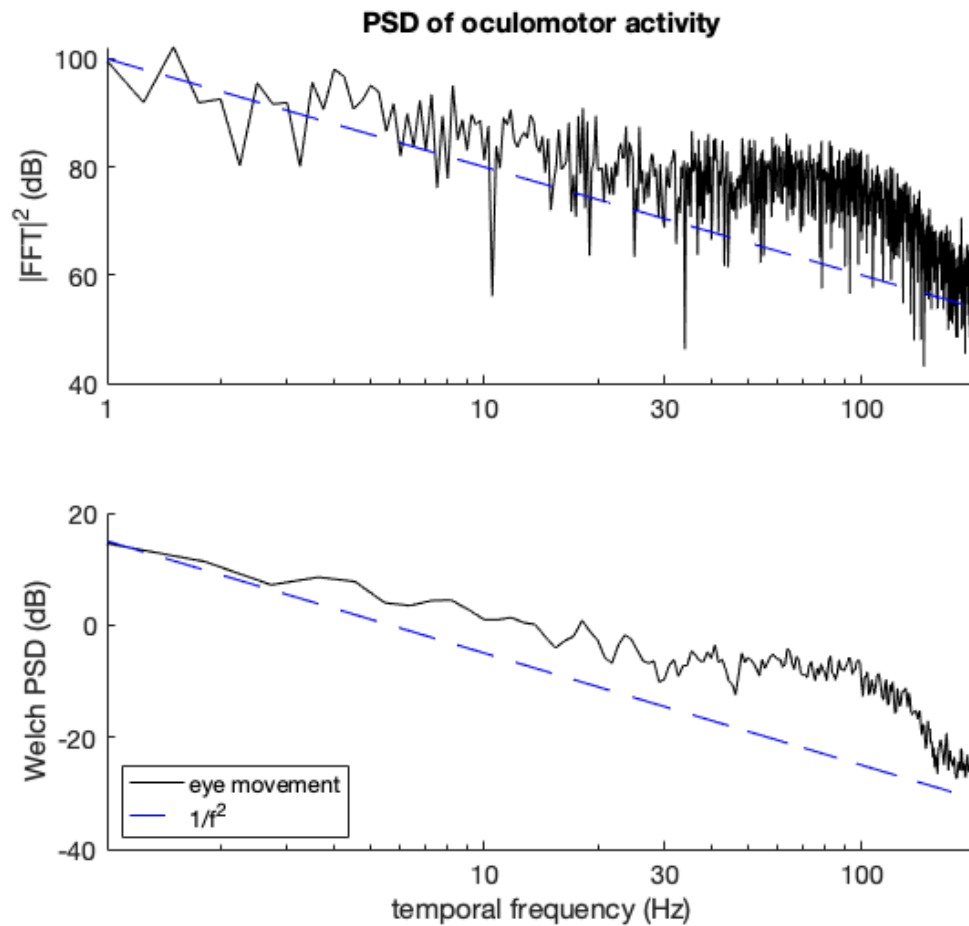 PSD of oculomotor activity
|FFT|² (dB)
100
80
60
40
1
10
30
100
Welch PSD (dB)
20
0
-20
-40
eye movement
1/f²
10
30
100
temporal frequency (Hz)